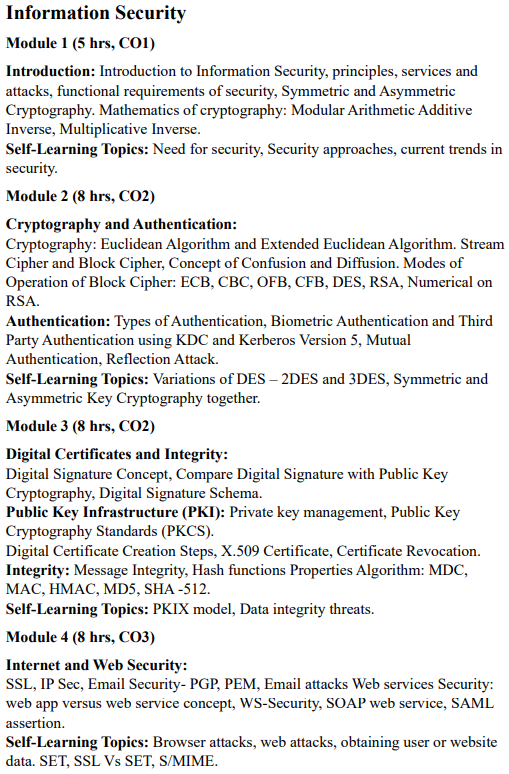 Information Security
Module 1 (5 hrs, CO1)
Introduction: Introduction to Information Security, principles, services and
attacks, functional requirements of security, Symmetric and Asymmetric
Cryptography. Mathematics of cryptography: Modular Arithmetic Additive
Inverse, Multiplicative Inverse.
Self-Learning Topics: Need for security, Security approaches, current trends in
security.
Module 2 (8 hrs, CO2)
Cryptography and Authentication:
Cryptography: Euclidean Algorithm and Extended Euclidean Algorithm. Stream
Cipher and Block Cipher, Concept of Confusion and Diffusion. Modes of
Operation of Block Cipher: ECB, CBC, OFB, CFB, DES, RSA, Numerical on
RSA.
Authentication: Types of Authentication, Biometric Authentication and Third
Party Authentication using KDC and Kerberos Version 5, Mutual
Authentication, Reflection Attack.
Self-Learning Topics: Variations of DES – 2DES and 3DES, Symmetric and
Asymmetric Key Cryptography together.
Module 3 (8 hrs, CO2)
Digital Certificates and Integrity:
Digital Signature Concept, Compare Digital Signature with Public Key
Cryptography, Digital Signature Schema.
Public Key Infrastructure (PKI): Private key management, Public Key
Cryptography Standards (PKCS).
Digital Certificate Creation Steps, X.509 Certificate, Certificate Revocation.
Integrity: Message Integrity, Hash functions Properties Algorithm: MDC,
MAC, HMAC, MD5, SHA -512.
Self-Learning Topics: PKIX model, Data integrity threats.
Module 4 (8 hrs, CO3)
Internet and Web Security:
SSL, IP Sec, Email Security- PGP, PEM, Email attacks Web services Security:
web app versus web service concept, WS-Security, SOAP web service, SAML
assertion.
Self-Learning Topics: Browser attacks, web attacks, obtaining user or website
data. SET, SSL Vs SET, S/MIME.